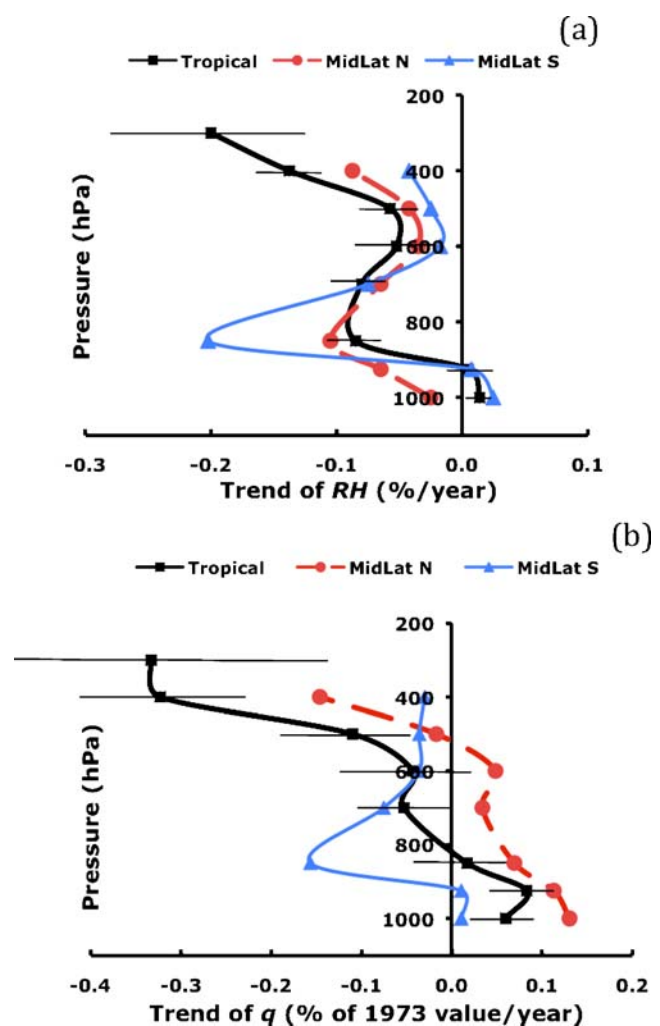 (a)
Tropical MidLat N MidLat S
200
400
600
800
1000
Pressure (hPa)
-0.3 -0.2 -0.1 0.0 0.1
Trend of RH (%/year)
(b)
Tropical MidLat N MidLat S
200
400
600
800
1000
Pressure (hPa)
-0.4 -0.3 -0.2 -0.1 0.0 0.1 0.2
Trend of q (% of 1973 value/year)